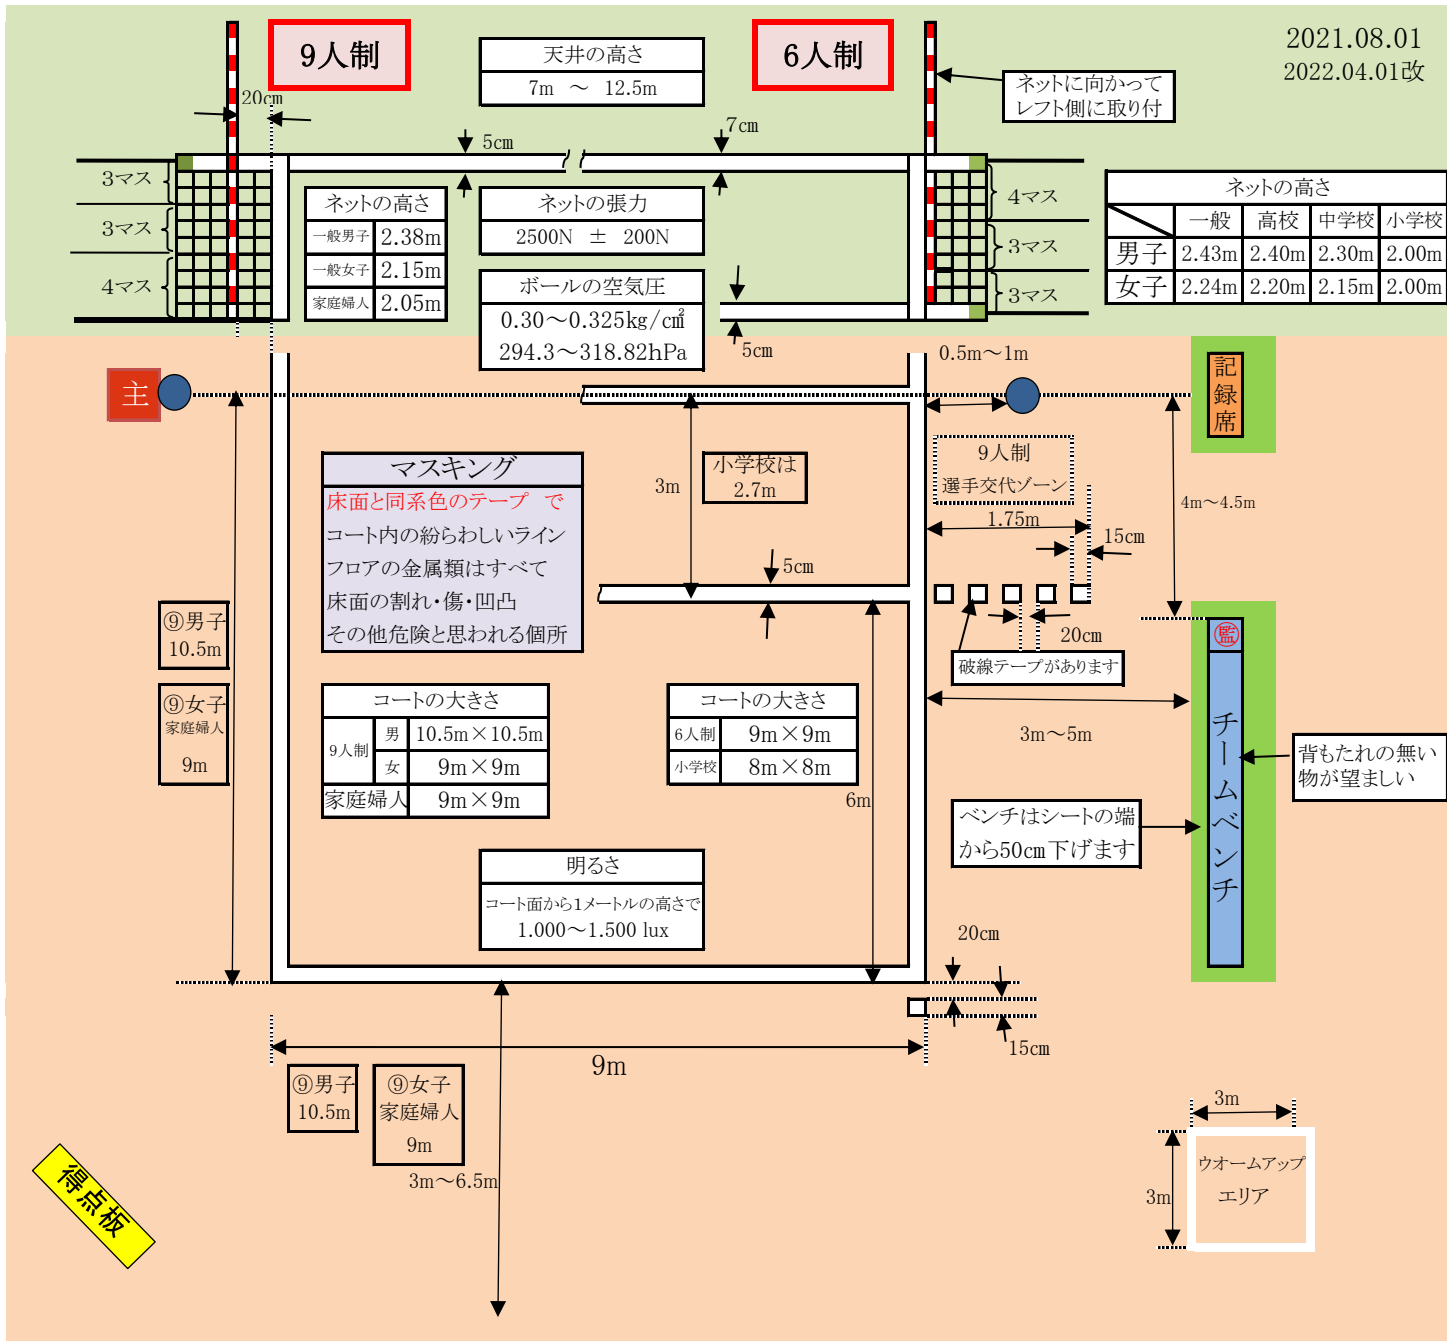 9人制
天井の高さ
7m ～ 12.5m
6人制
2021.08.01
2022.04.01改
ネットに向かって
レフト側に取り付
20cm
5cm
7cm
3マス
3マス
4マス
ネットの高さ
一般男子 2.38m
一般女子 2.15m
家庭婦人 2.05m
ネットの張力
2500N ± 200N
ボールの空気圧
0.30～0.325kg/c㎡
294.3～318.82hPa
4マス
3マス
3マス
5cm
ネットの高さ
一般 高校 中学校 小学校
男子 2.43m 2.40m 2.30m 2.00m
女子 2.24m 2.20m 2.15m 2.00m
主
0.5m～1m
記録席
マスキング
床面と同系色のテープ で
コート内の紛らわしいライン
フロアの金属類はすべて
床面の割れ・傷・凹凸
その他危険と思われる個所
3m
小学校は
2.7m
9人制
選手交代ゾーン
1.75m
15cm
4m～4.5m
5cm
20cm
破線テープがあります
㊬
⑨男子
10.5m
⑨女子
家庭婦人
9m
コートの大きさ
9人制 男 10.5m×10.5m
女 9m×9m
家庭婦人 9m×9m
コートの大きさ
6人制 9m×9m
小学校 8m×8m
6m
3m～5m
チームベンチ
背もたれの無い
物が望ましい
ベンチはシートの端
から50cm下げます
明るさ
コート面から1メートルの高さで
1.000～1.500 lux
20cm
15cm
9m
⑨男子
10.5m
⑨女子
家庭婦人
9m
3m～6.5m
得点板
3m
3m
ウオームアップ
エリア